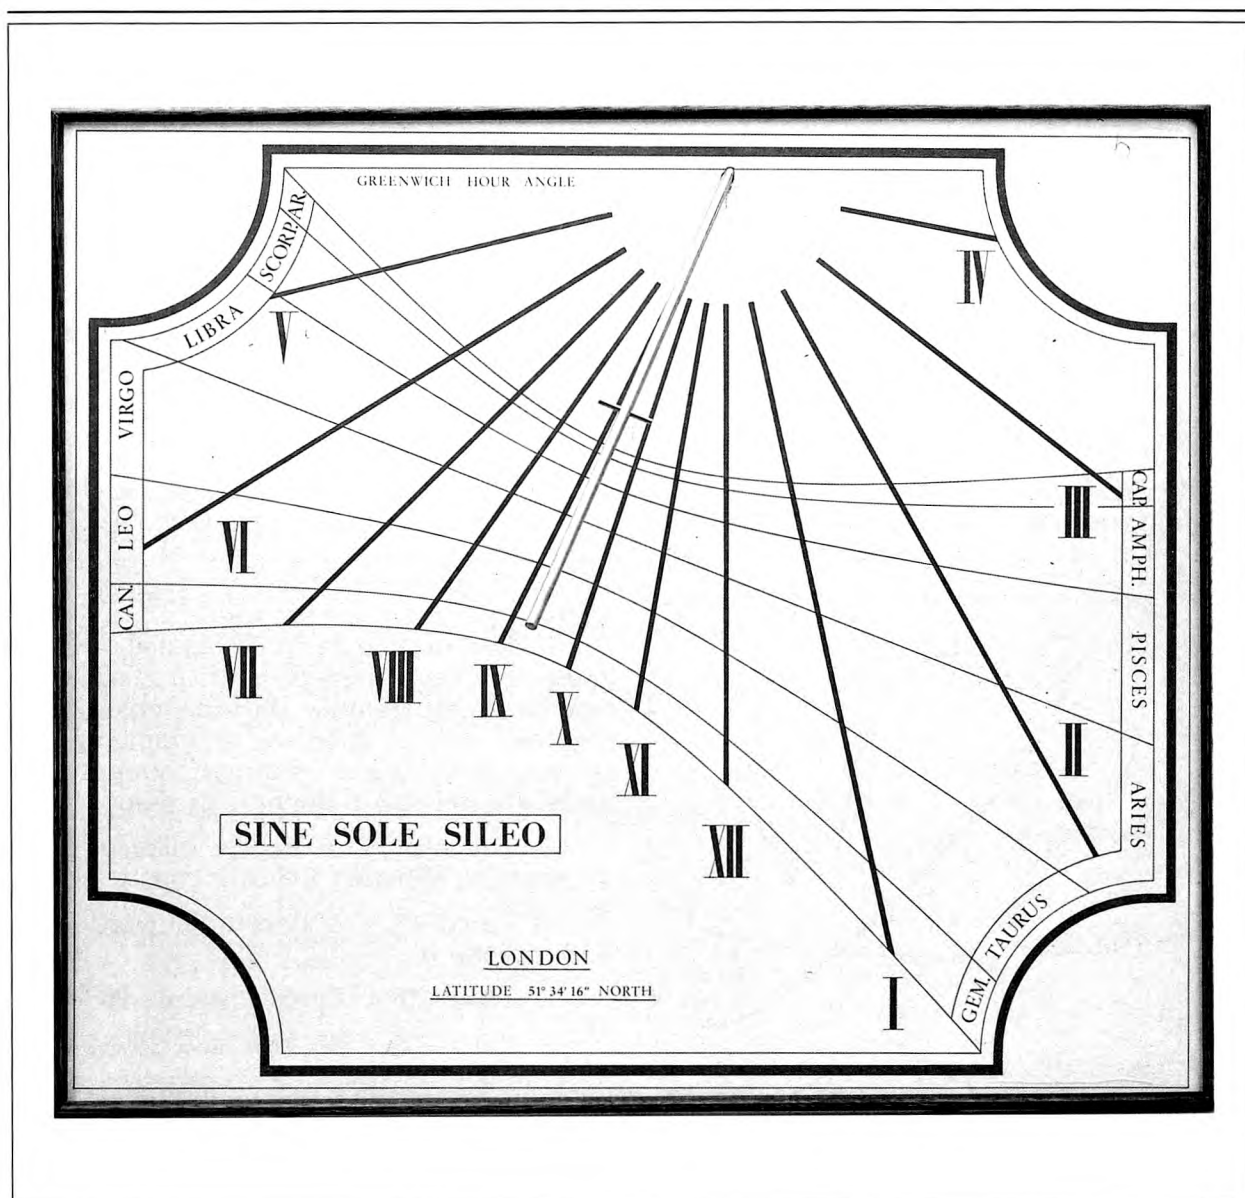 GREENWICH HOUR ANGLE
SCORP.
AR.
LIBRA
VIRGO
LEO
CAN.
IV
V
VI
VII
VIII
IX
X
XI
XII
I
II
III
CAP.
AMPH.
PISCES
ARIES
TAURUS
GEM.
SINE SOLE SILEO
LONDON
LATITUDE 51° 34' 16" NORTH